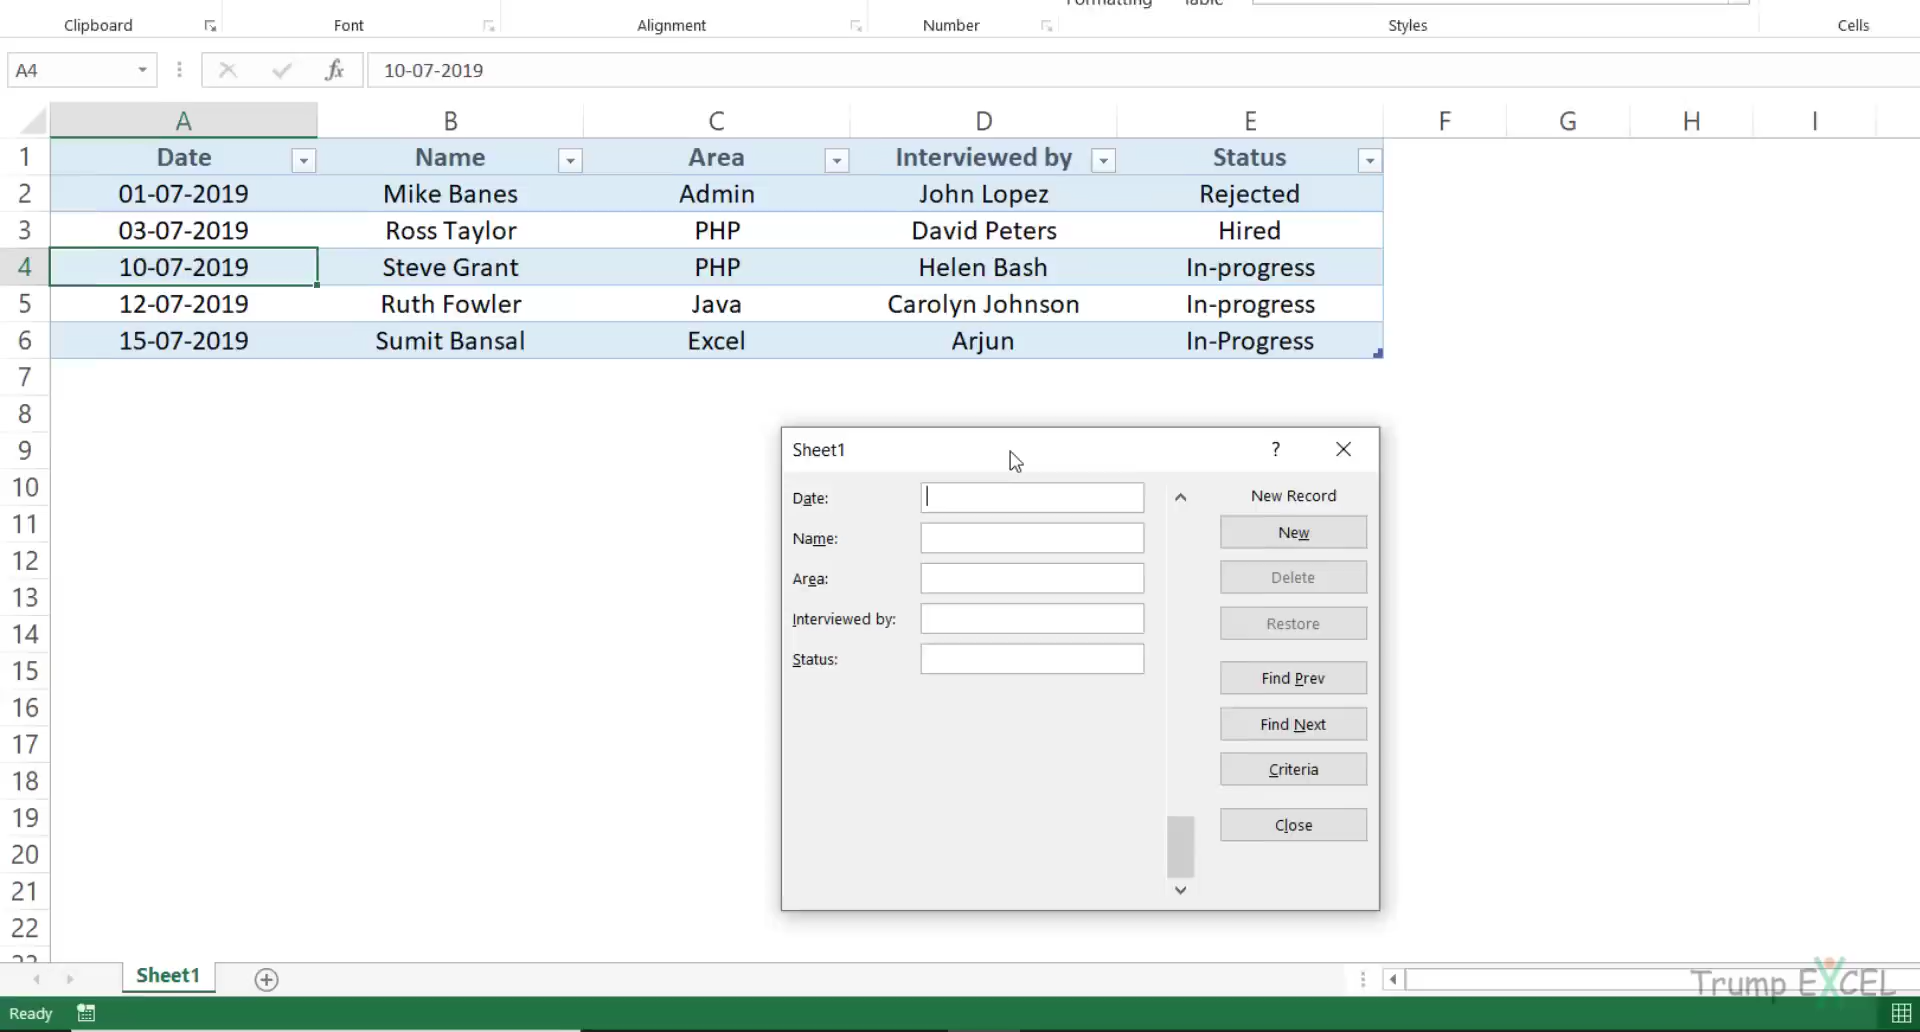 Formatting Table
Clipboard Font Alignment Number Styles Cells
A4 fx 10-07-2019
A B C D E F G H I
1 Date Name Area Interviewed by Status
2 01-07-2019 Mike Banes Admin John Lopez Rejected
3 03-07-2019 Ross Taylor PHP David Peters Hired
4 10-07-2019 Steve Grant PHP Helen Bash In-progress
5 12-07-2019 Ruth Fowler Java Carolyn Johnson In-progress
6 15-07-2019 Sumit Bansal Excel Arjun In-Progress
7
8
9
10
11
12
13
14
15
16
17
18
19
20
21
22
23
Sheet1 ?
Date:
Name:
Area:
Interviewed by:
Status:
New Record
New
Delete
Restore
Find Prev
Find Next
Criteria
Close
Sheet1
Trump EXCEL
Ready